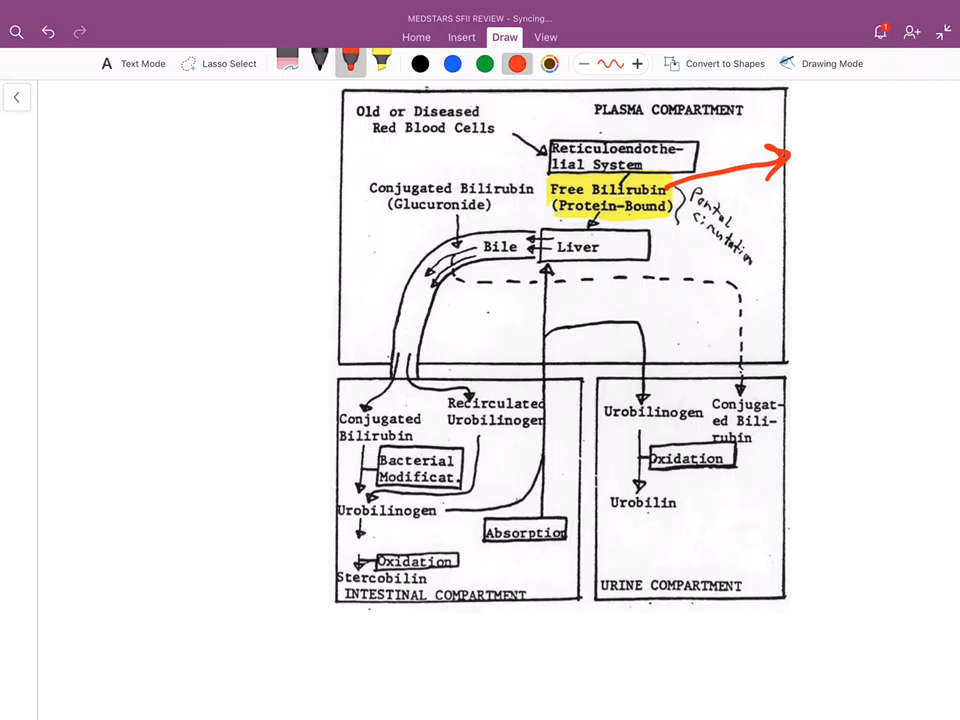 MEDSTARS SFII REVIEW - Syncing...
Home Insert Draw View
1
Text Mode Lasso Select Convert to Shapes Drawing Mode
Old or Diseased
Red Blood Cells
PLASMA COMPARTMENT
Reticuloendothe-
lial System
Conjugated Bilirubin
(Glucuronide)
Free Bilirubin
(Protein-Bound)
Portal
Bile
Liver
Conjugated
Bilirubin
Recirculated
Urobilinogen
Bacterial
Modificat.
Urobilinogen
Absorption
Oxidation
Stercobilin
INTESTINAL COMPARTMENT
Urobilinogen
Conjugat-
ed Bili-
rubin
Oxidation
Urobilin
URINE COMPARTMENT